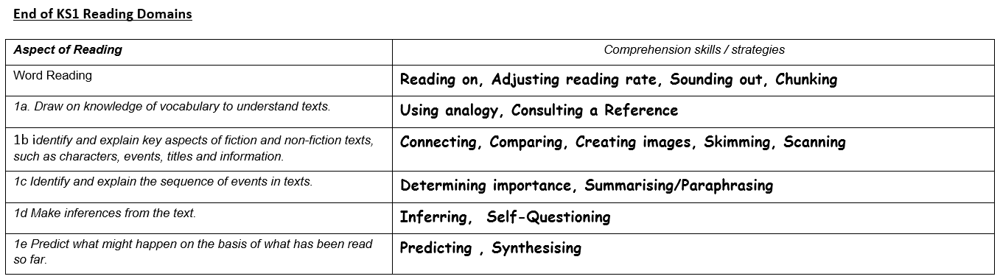 End of KS1 Reading Domains
Aspect of Reading
Comprehension skills / strategies
Word Reading
Reading on, Adjusting reading rate, Sounding out, Chunking
1a. Draw on knowledge of vocabulary to understand texts.
Using analogy, Consulting a Reference
1b identify and explain key aspects of fiction and non-fiction texts,
such as characters, events, titles and information.
Connecting, Comparing, Creating images, Skimming, Scanning
1c Identify and explain the sequence of events in texts.
Determining importance, Summarising/Paraphrasing
1d Make inferences from the text.
Inferring, Self-Questioning
1e Predict what might happen on the basis of what has been read
so far.
Predicting , Synthesising